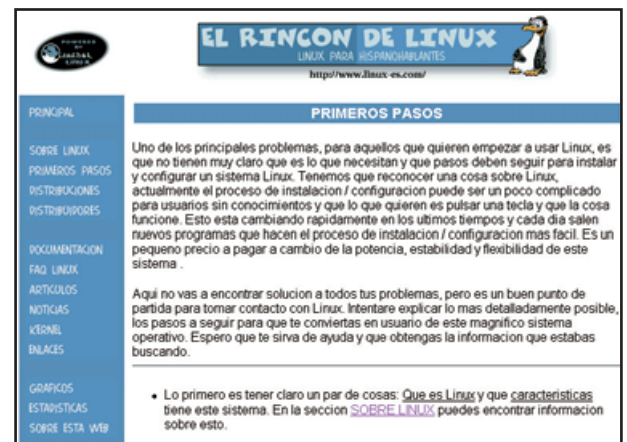 POWERED
BY
EL RINCON DE LINUX
LINUX PARA HISPANOHABLANTES
http://www.linux-es.com/
PRINCIPAL
SOBRE LINUX
PRIMEROS PASOS
DISTRIBUCIONES
DISTRIBUIDORES
DOCUMENTACION
FAQ LINUX
ARTICULOS
NOTICIAS
KERNEL
ENLACES
GRAFICOS
ESTADISTICAS
SOBRE ESTA WEB
PRIMEROS PASOS
Uno de los principales problemas, para aquellos que quieren empezar a usar Linux, es
que no tienen muy claro que es lo que necesitan y que pasos deben seguir para instalar
y configurar un sistema Linux. Tenemos que reconocer una cosa sobre Linux,
actualmente el proceso de instalacion / configuracion puede ser un poco complicado
para usuarios sin conocimientos y que lo que quieren es pulsar una tecla y que la cosa
funcione. Esto esta cambiando rapidamente en los ultimos tiempos y cada dia salen
nuevos programas que hacen el proceso de instalacion / configuracion mas facil. Es un
pequeno precio a pagar a cambio de la potencia, estabilidad y flexibilidad de este
sistema .
Aqui no vas a encontrar solucion a todos tus problemas, pero es un buen punto de
partida para tomar contacto con Linux. Intentare explicar lo mas detalladamente posible,
los pasos a seguir para que te conviertas en usuario de este magnifico sistema
operativo. Espero que te sirva de ayuda y que obtengas la informacion que estabas
buscando.
• Lo primero es tener claro un par de cosas: Que es Linux y que caracteristicas
tiene este sistema. En la seccion SOBRE LINUX puedes encontrar informacion
sobre esto.